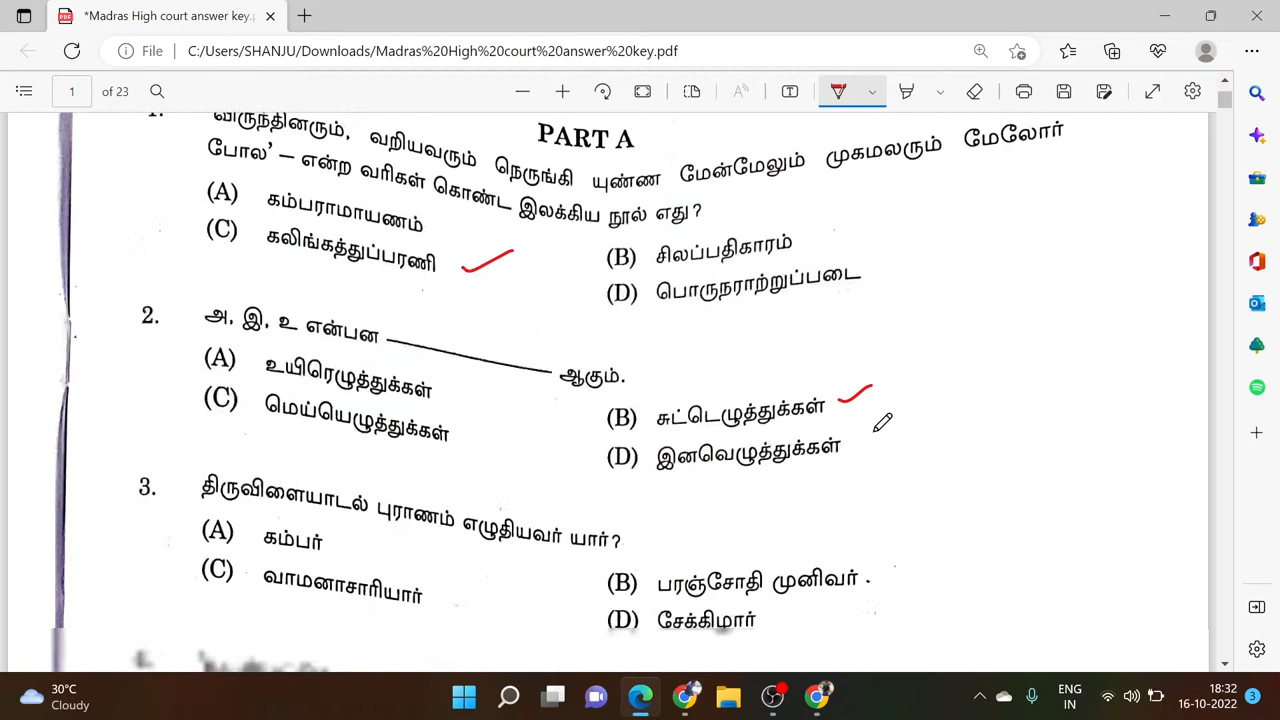 *Madras High court answer key.p
File
C:/Users/SHANJU/Downloads/Madras%20High%20court%20answer%20key.pdf
1 of 23
PART A
1. விருந்தினரும், வறியவரும் நெருங்கி யுண்ண மேன்மேலும் முகமலரும் மேலோர்
போல' – என்ற வரிகள் கொண்ட இலக்கிய நூல் எது?
(A) கம்பராமாயணம்
(B) சிலப்பதிகாரம்
(C) கலிங்கத்துப்பரணி
(D) பொருநராற்றுப்படை
2. அ, இ, உ என்பன ________ ஆகும்.
(A) உயிரெழுத்துக்கள்
(B) சுட்டெழுத்துக்கள்
(C) மெய்யெழுத்துக்கள்
(D) இனவெழுத்துக்கள்
3. திருவிளையாடல் புராணம் எழுதியவர் யார்?
(A) கம்பர்
(B) பரஞ்சோதி முனிவர்.
(C) வாமனாசாரியார்
(D) சேக்கிழார்
30°C
Cloudy
ENG
IN
18:32
16-10-2022
3